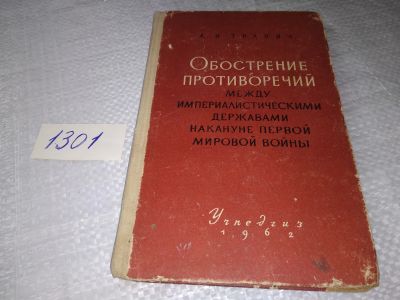 1301
Обострение
противоречий
между
империалистическими
державами
накануне первой
мировой войны
Учпедгиз
1962